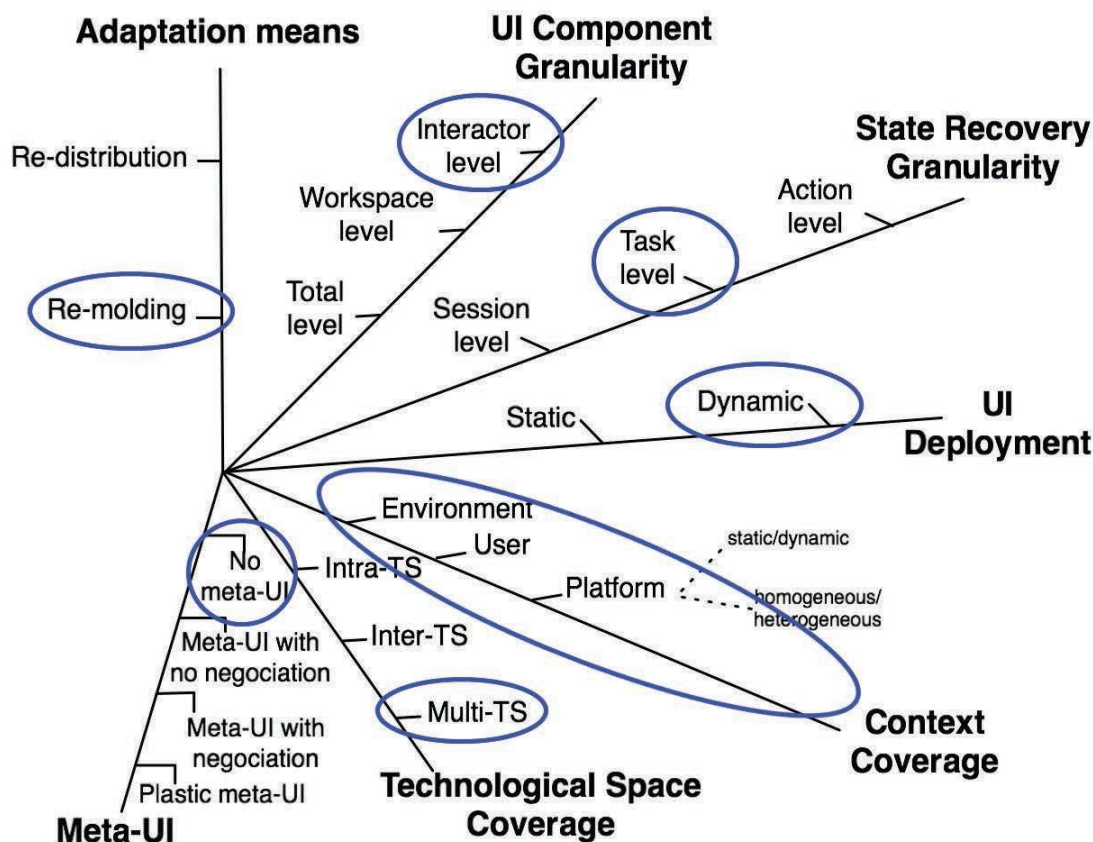 Adaptation means
Re-distribution
Re-molding
UI Component
Granularity
Interactor
level
Workspace
level
Total
level
State Recovery
Granularity
Action
level
Task
level
Session
level
UI
Deployment
Dynamic
Static
Environment
User
Platform
static/dynamic
homogeneous/
heterogeneous
Context
Coverage
Intra-TS
Inter-TS
Multi-TS
Technological Space
Coverage
No
meta-UI
Meta-UI with
no negociation
Meta-UI with
negociation
Plastic meta-UI
Meta-UI